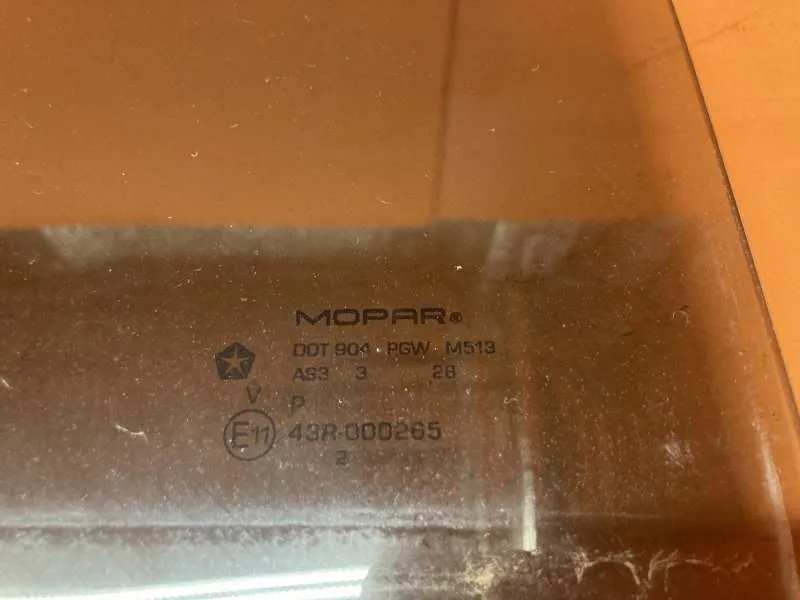 MOPAR®
DOT 904 · PGW M513
AS3 3 28
V P
E11 43R-000265
2